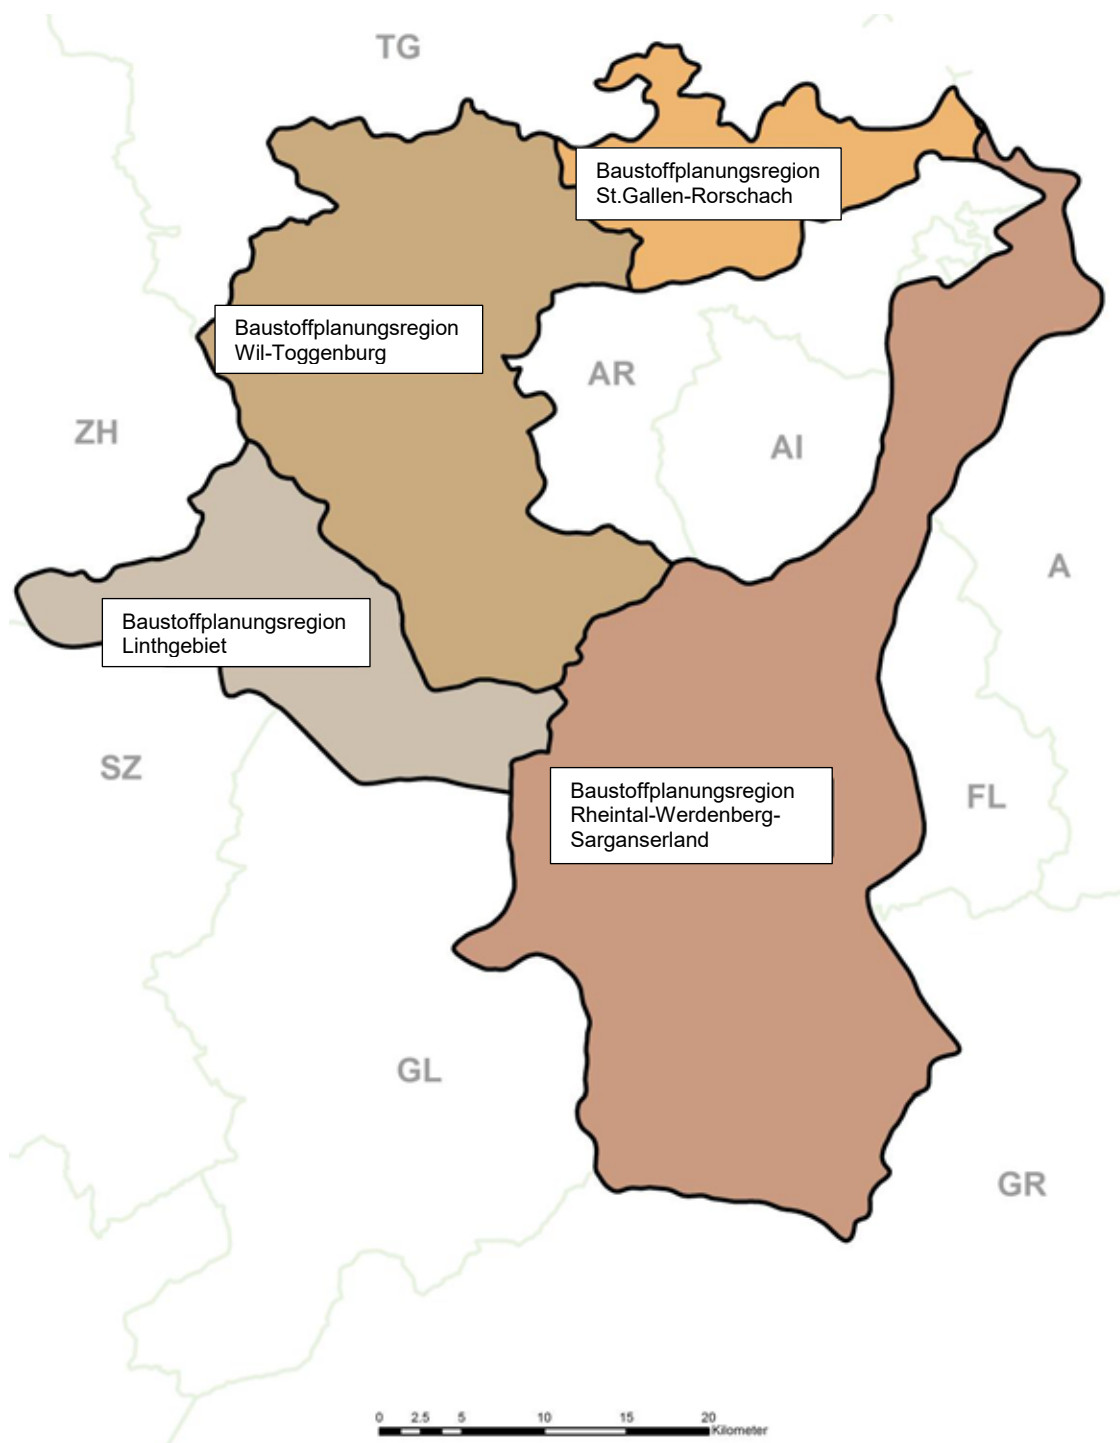 TG
Baustoffplanungsregion
St.Gallen-Rorschach
Baustoffplanungsregion
Wil-Toggenburg
AR
ZH
AI
A
Baustoffplanungsregion
Linthgebiet
SZ
Baustoffplanungsregion
Rheintal-Werdenberg-
Sarganserland
FL
GL
GR
0 2.5 5 10 15 20
Kilometer